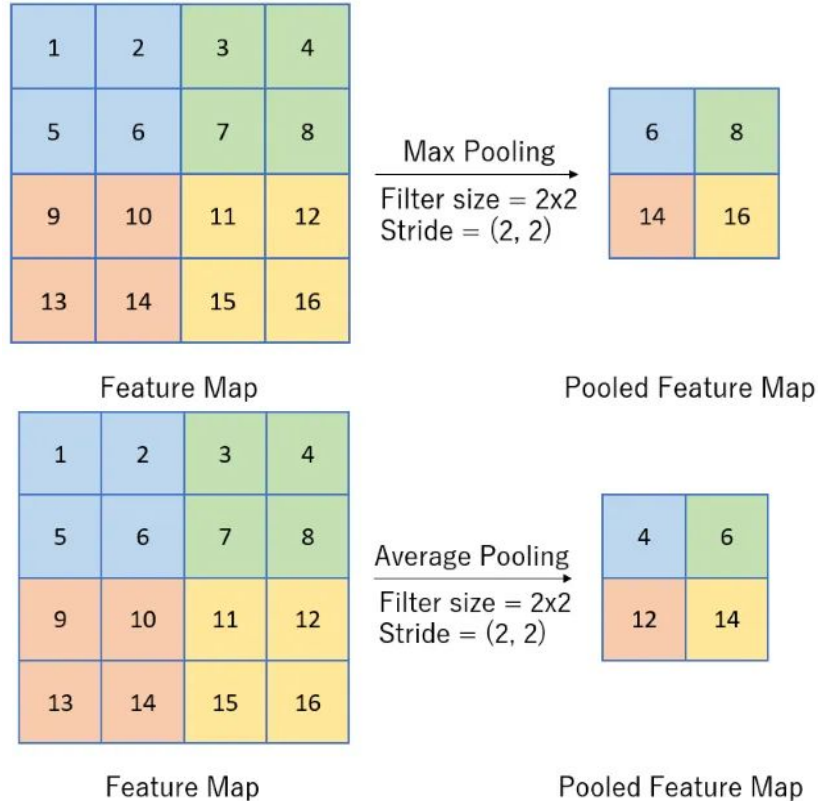 1 2 3 4
5 6 7 8
9 10 11 12
13 14 15 16
Max Pooling
Filter size = 2x2
Stride = (2, 2)
6 8
14 16
Feature Map
Pooled Feature Map
1 2 3 4
5 6 7 8
9 10 11 12
13 14 15 16
Average Pooling
Filter size = 2x2
Stride = (2, 2)
4 6
12 14
Feature Map
Pooled Feature Map